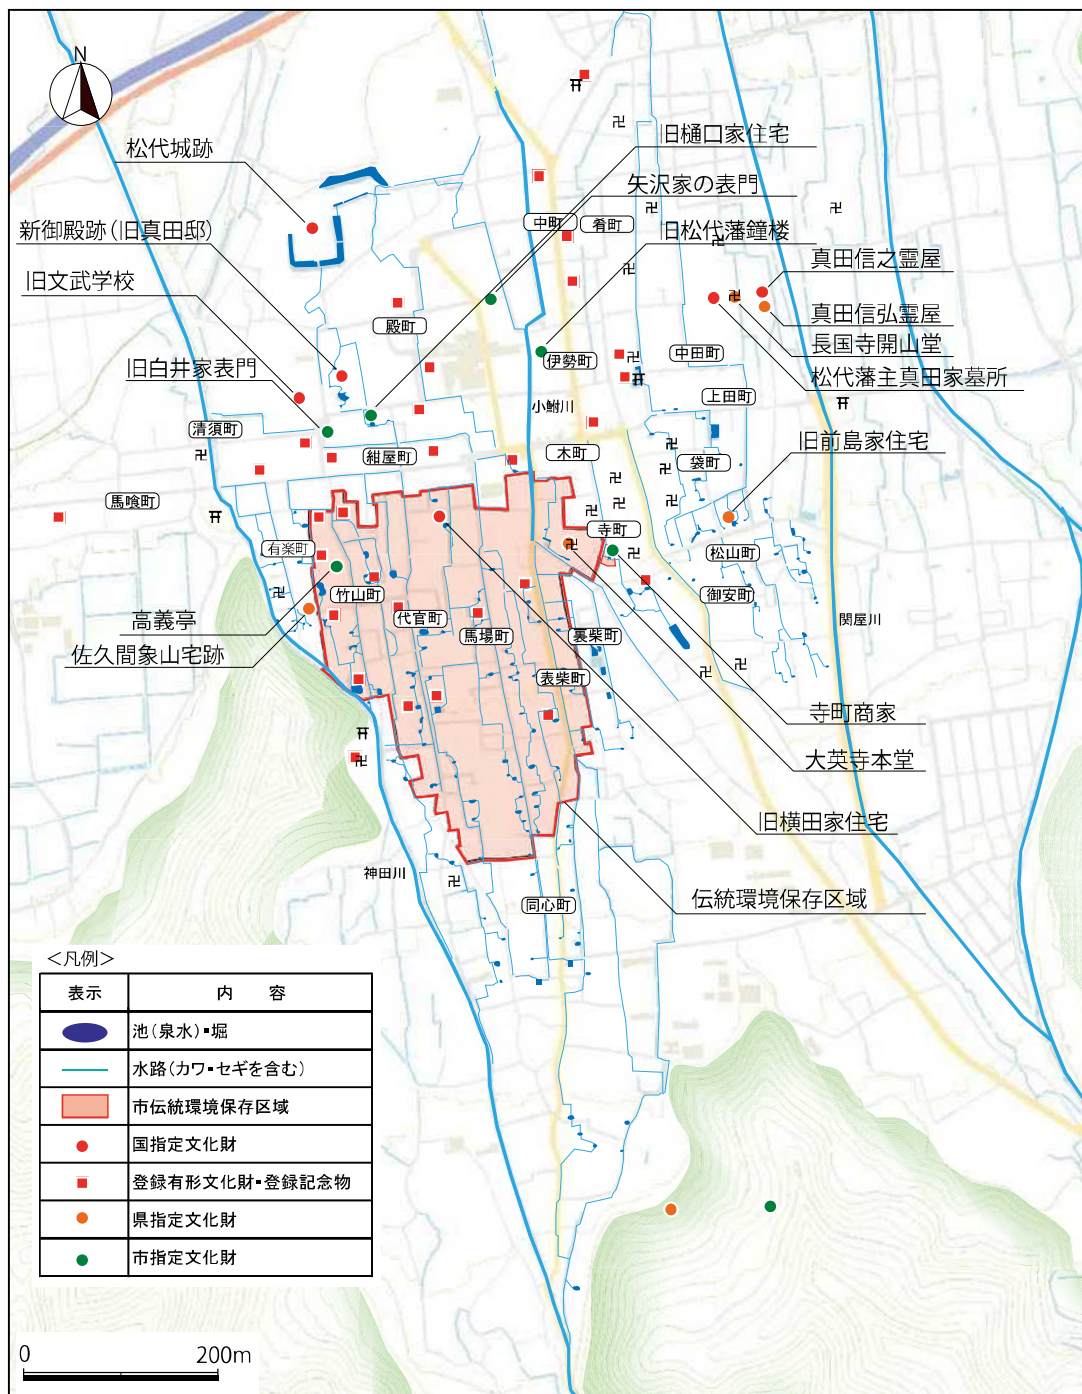 N
松代城跡
新御殿跡(旧真田邸)
旧文武学校
旧白井家表門
旧樋口家住宅
矢沢家の表門
旧松代藩鐘楼
真田信之霊屋
真田信弘霊屋
長国寺開山堂
松代藩主真田家墓所
旧前島家住宅
中町
肴町
殿町
伊勢町
中田町
上田町
小鮒川
清須町
紺屋町
木町
袋町
馬喰町
寺町
有楽町
松山町
竹山町
代官町
御安町
馬場町
裏柴町
関屋川
高義亭
佐久間象山宅跡
表柴町
寺町商家
大英寺本堂
旧横田家住宅
神田川
伝統環境保存区域
同心町
<凡例>
表示 内 容
池(泉水)・堀
水路(カワ・セギを含む)
市伝統環境保存区域
国指定文化財
登録有形文化財・登録記念物
県指定文化財
市指定文化財
0 200m